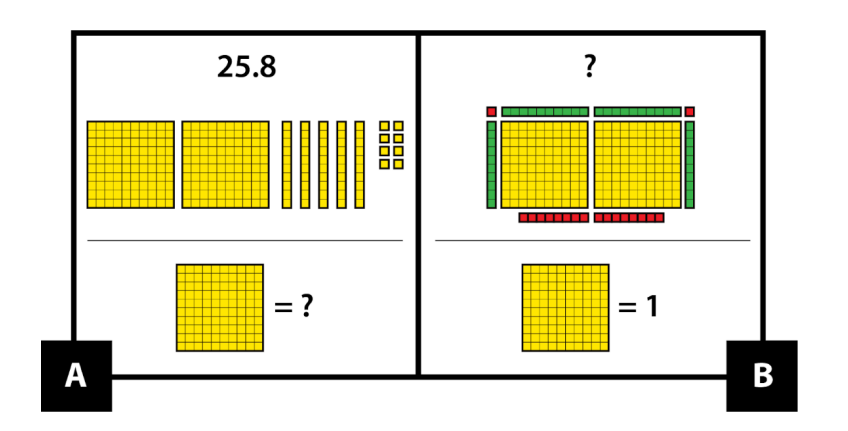 25.8
= ?
A
?
= 1
B